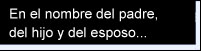 En el nombre del padre,
del hijo y del esposo...